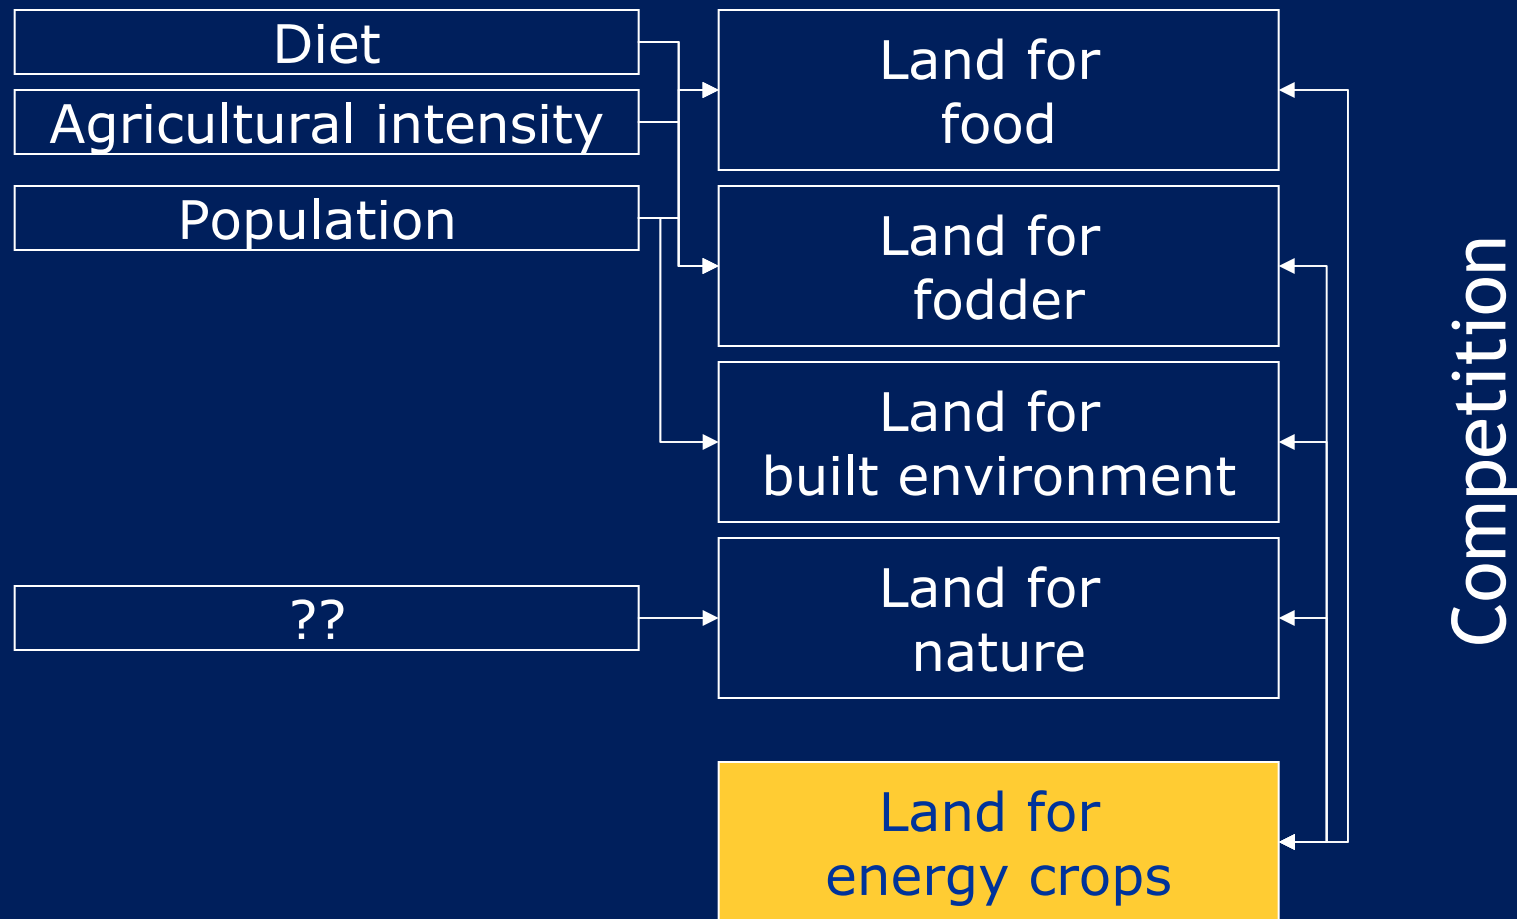 Diet
Agricultural intensity
Population
??
Land for
food
Land for
fodder
Land for
built environment
Land for
nature
Land for
energy crops
Competition